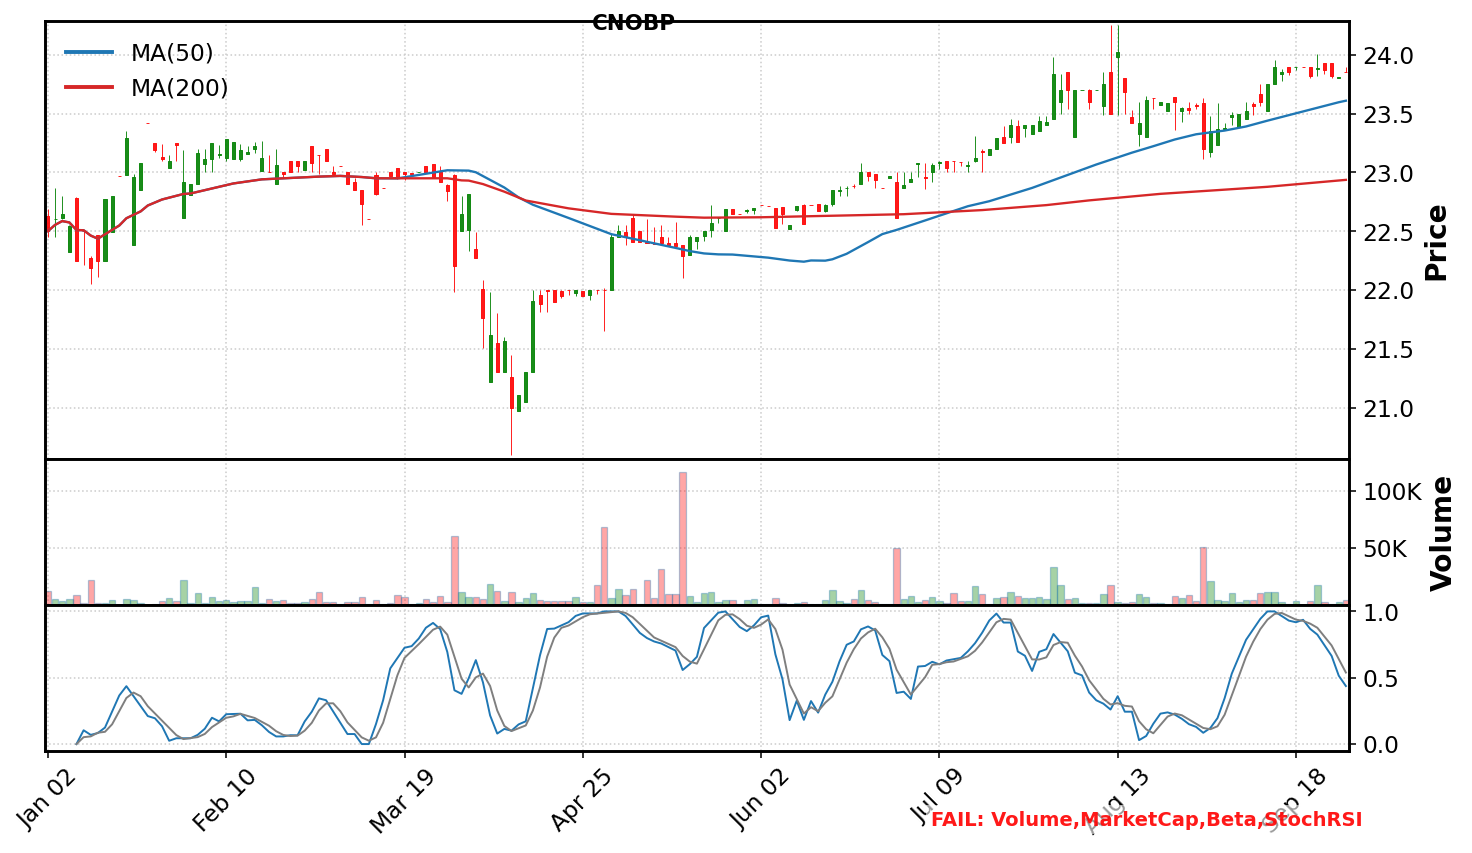 CNOBP
MA(50)
MA(200)
24.0
23.5
23.0
22.5
22.0
21.5
21.0
Price
100K
50K
Volume
1.0
0.5
0.0
Jan 02
Feb 10
Mar 19
Apr 25
Jun 02
Jul 09
Aug 13
Sep 18
FAIL: Volume,MarketCap,Beta,StochRSI